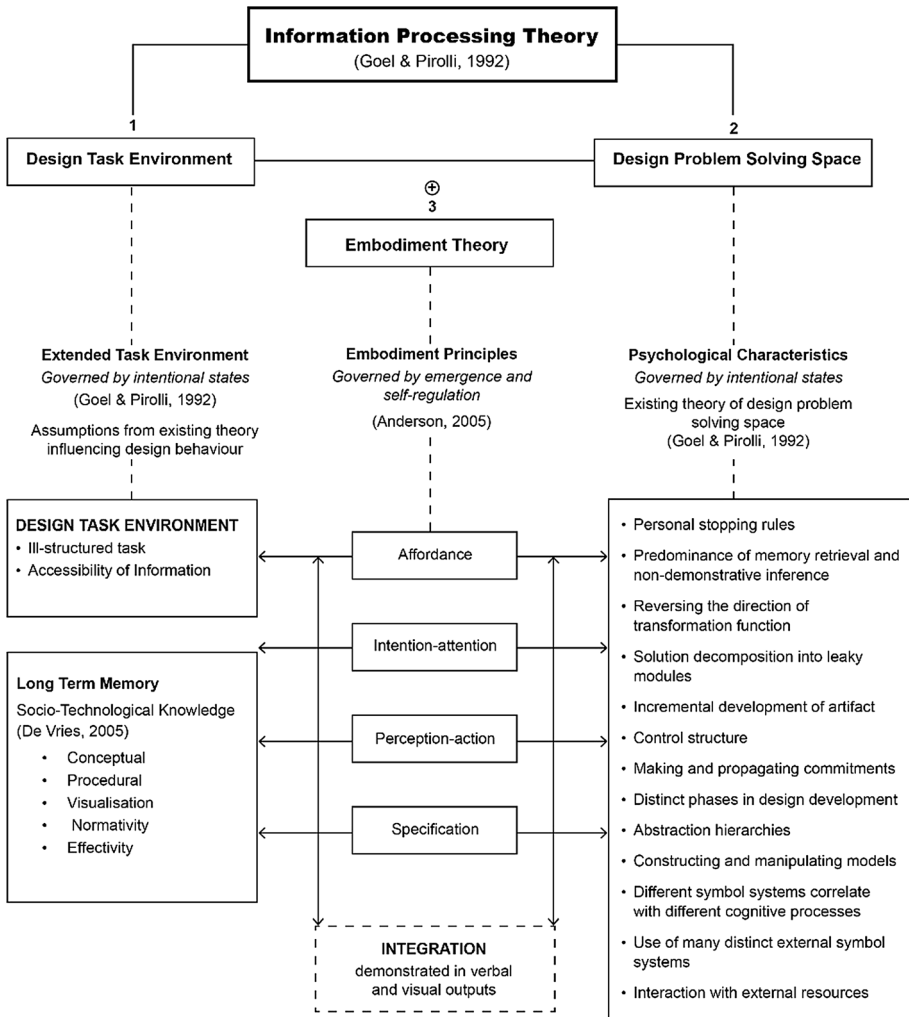 Information Processing Theory
(Goel & Pirolli, 1992)
1
2
Design Task Environment
Design Problem Solving Space
⊕
3
Embodiment Theory
Extended Task Environment
Governed by intentional states
(Goel & Pirolli, 1992)
Assumptions from existing theory
influencing design behaviour
Embodiment Principles
Governed by emergence and
self-regulation
(Anderson, 2005)
Psychological Characteristics
Governed by intentional states
Existing theory of design problem
solving space
(Goel & Pirolli, 1992)
DESIGN TASK ENVIRONMENT
• Ill-structured task
• Accessibility of Information
Long Term Memory
Socio-Technological Knowledge
(De Vries, 2005)
• Conceptual
• Procedural
• Visualisation
• Normativity
• Effectivity
Affordance
Intention-attention
Perception-action
Specification
INTEGRATION
demonstrated in verbal
and visual outputs
• Personal stopping rules
• Predominance of memory retrieval and
non-demonstrative inference
• Reversing the direction of
transformation function
• Solution decomposition into leaky
modules
• Incremental development of artifact
• Control structure
• Making and propagating commitments
• Distinct phases in design development
• Abstraction hierarchies
• Constructing and manipulating models
• Different symbol systems correlate
with different cognitive processes
• Use of many distinct external symbol
systems
• Interaction with external resources